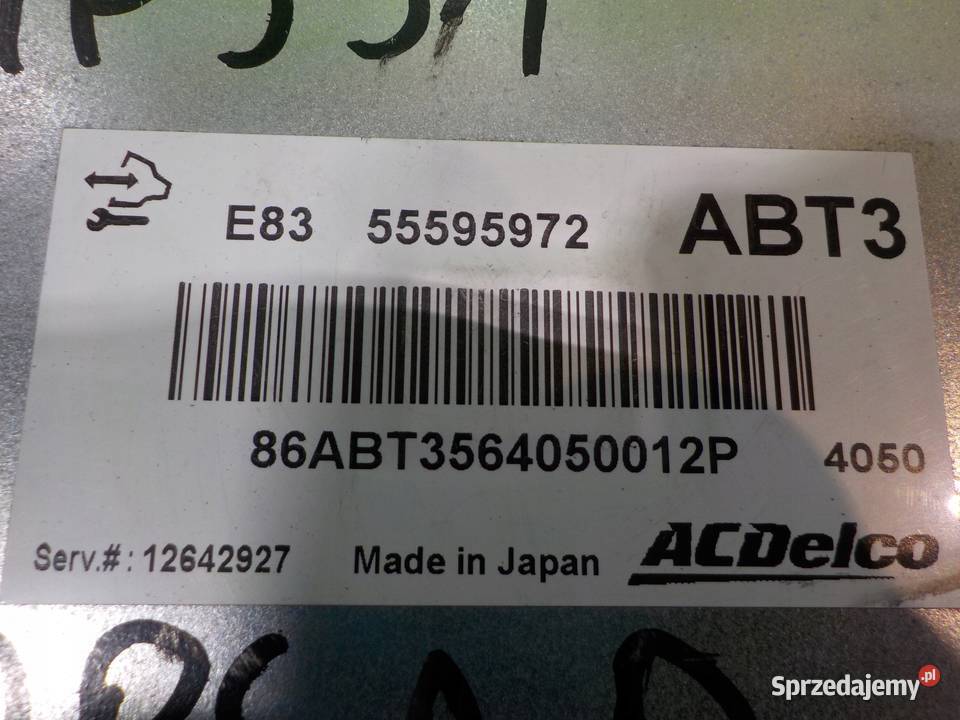 E83 55595972 ABT3
86ABT3564050012P 4050
Serv.#: 12642927 Made in Japan ACDelco
Sprzedajemy.pl